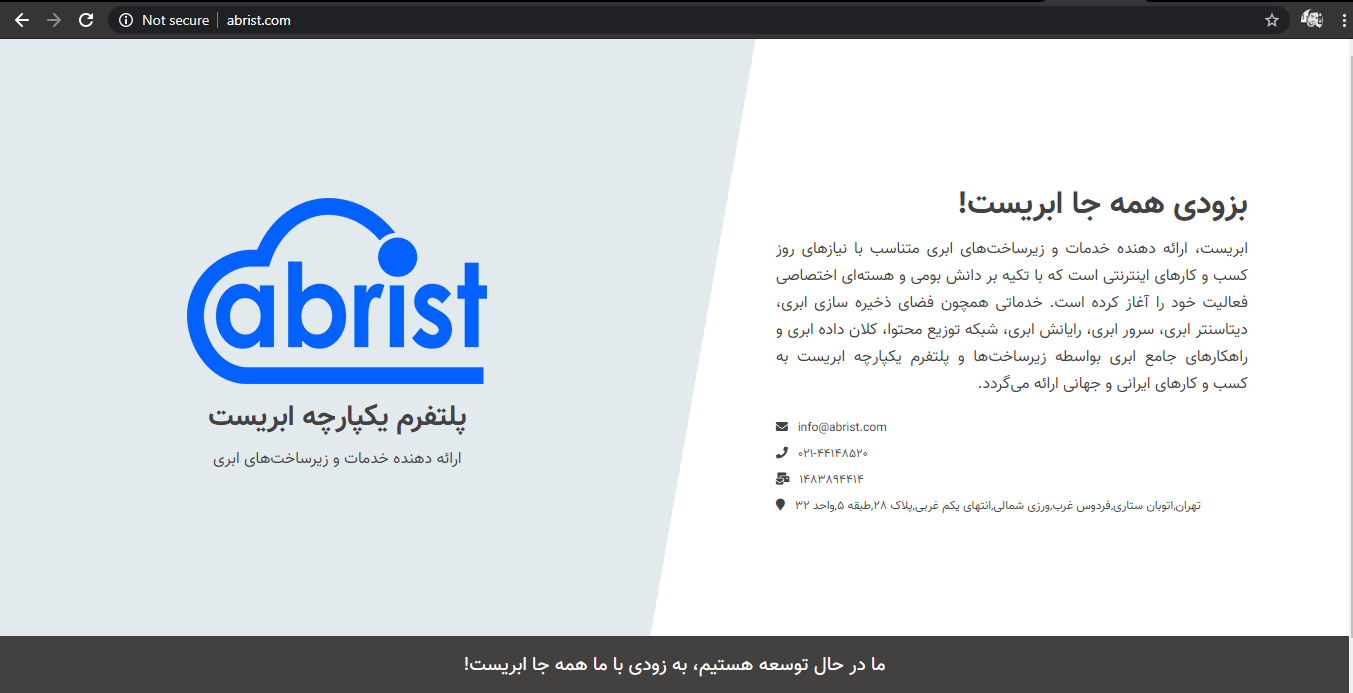 Not secure | abrist.com
abrist
پلتفرم یکپارچه ابریست
ارائه دهنده خدمات و زیرساخت‌های ابری
بزودی همه جا ابریست!
ابریست، ارائه دهنده خدمات و زیرساخت‌های ابری متناسب با نیازهای روز
کسب و کارهای اینترنتی است که با تکیه بر دانش بومی و هسته‌ای اختصاصی
فعالیت خود را آغاز کرده است. خدماتی همچون فضای ذخیره سازی ابری،
دیتاسنتر ابری، سرور ابری، رایانش ابری، شبکه توزیع محتوا، کلان داده ابری و
راهکارهای جامع ابری بواسطه زیرساخت‌ها و پلتفرم یکپارچه ابریست به
کسب و کارهای ایرانی و جهانی ارائه می‌گردد.
info@abrist.com
۰۲۱-۴۴۱۴۸۵۲۰
۱۴۸۳۸۹۴۴۱۴
تهران,اتوبان ستاری,فردوس غرب,ورزی شمالی,انتهای یکم غربی,پلاک ۲۸,طبقه ۵,واحد ۳۲
ما در حال توسعه هستیم، به زودی با ما همه جا ابریست!